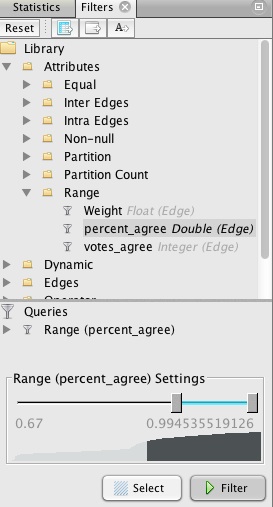 Statistics Filters
Reset A
Library
Attributes
Equal
Inter Edges
Intra Edges
Non-null
Partition
Partition Count
Range
Weight Float (Edge)
percent_agree Double (Edge)
votes_agree Integer (Edge)
Dynamic
Edges
Operator
Queries
Range (percent_agree)
Range (percent_agree) Settings
0.67 0.994535519126
Select Filter